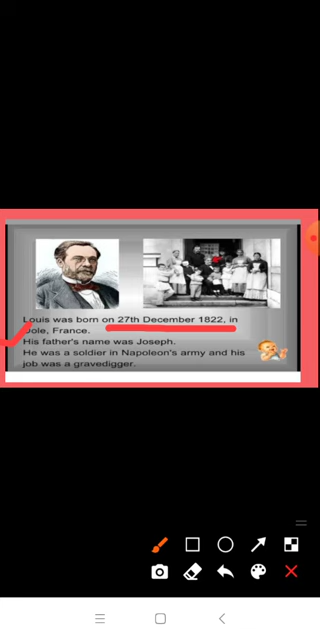 Louis was born on 27th December 1822, in
Dole, France.
His father's name was Joseph.
He was a soldier in Napoleon's army and his
job was a gravedigger.